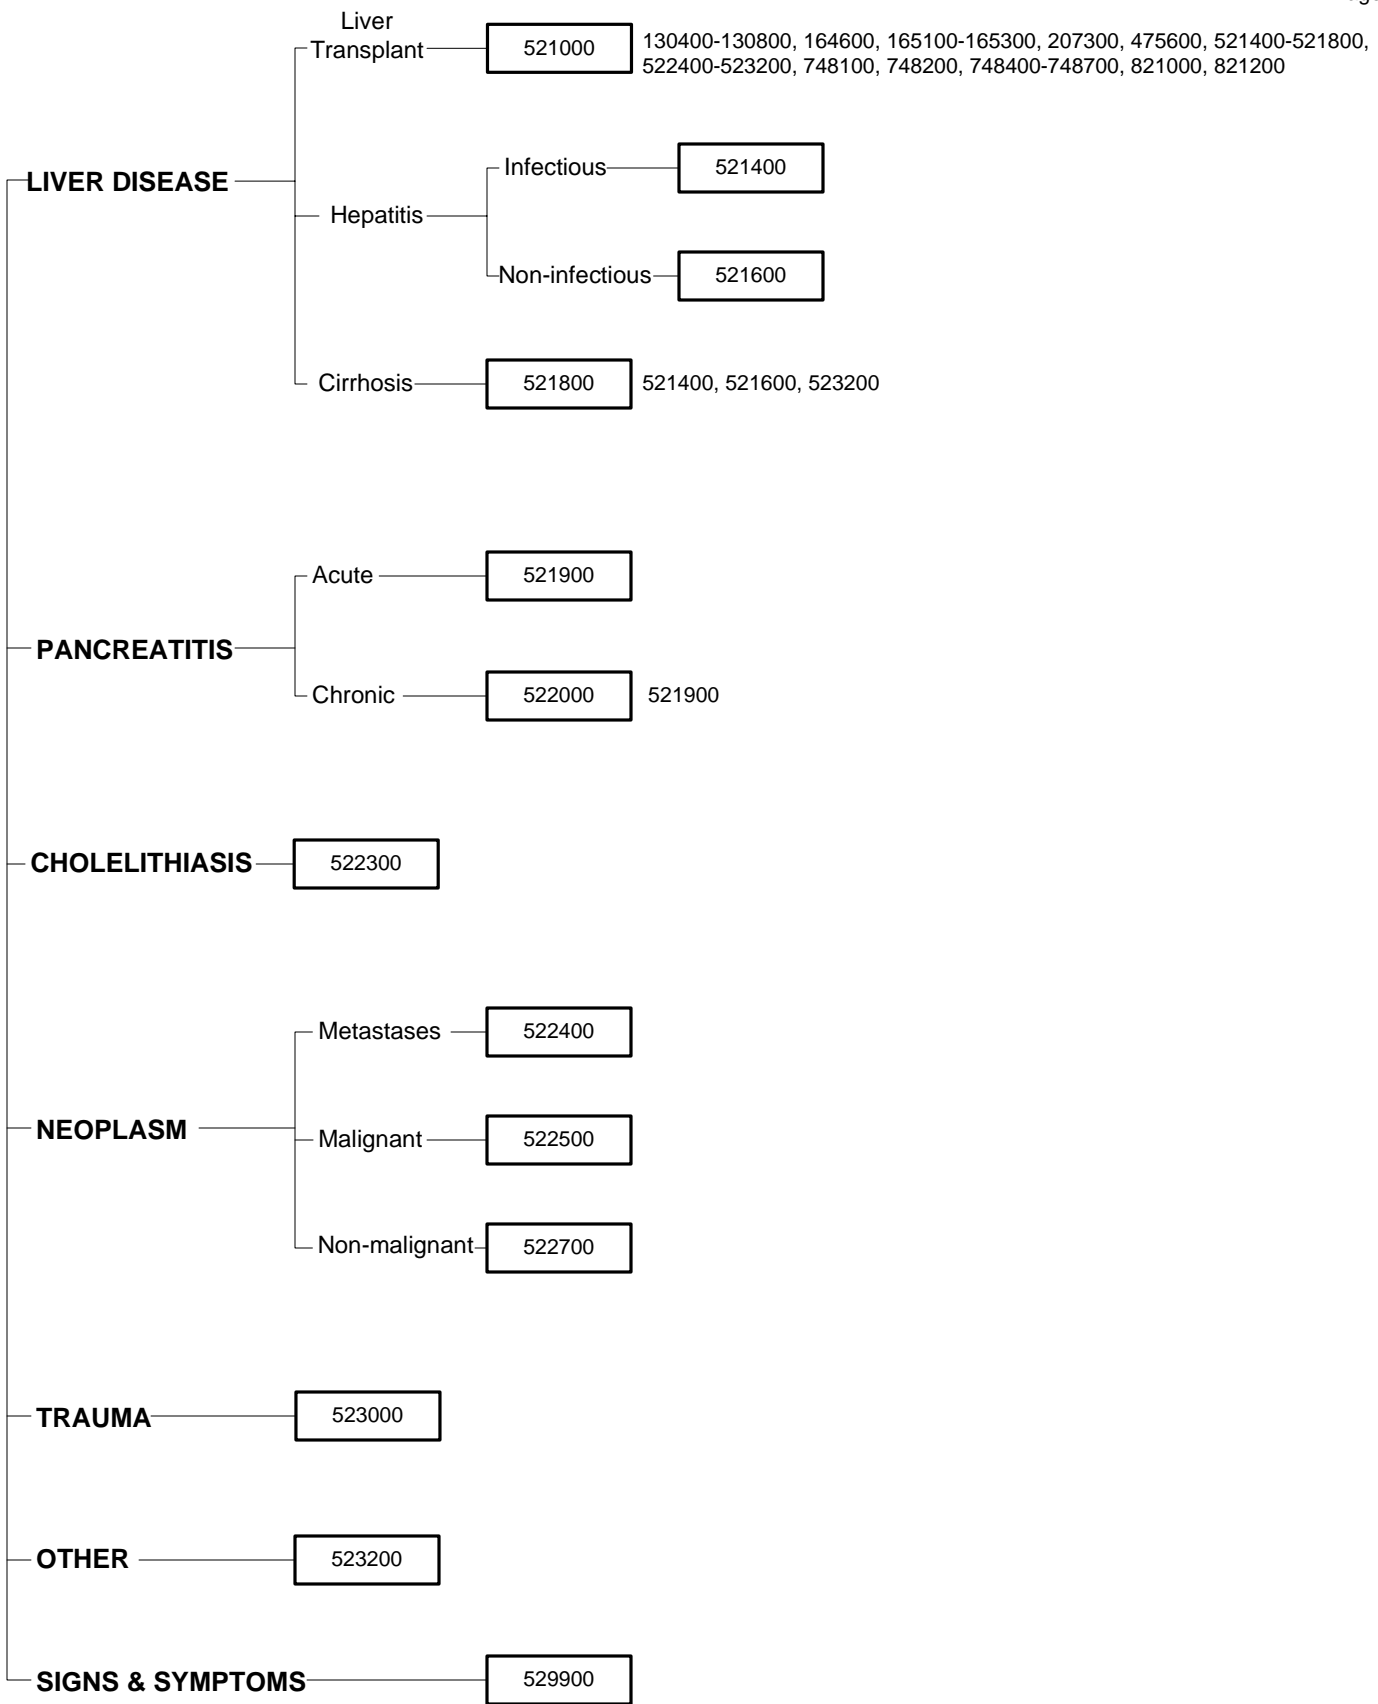 Liver
Transplant
521000
130400-130800, 164600, 165100-165300, 207300, 475600, 521400-521800,
522400-523200, 748100, 748200, 748400-748700, 821000, 821200
LIVER DISEASE
Infectious
521400
Hepatitis
Non-infectious
521600
Cirrhosis
521800
521400, 521600, 523200
PANCREATITIS
Acute
521900
Chronic
522000
521900
CHOLELITHIASIS
522300
NEOPLASM
Metastases
522400
Malignant
522500
Non-malignant
522700
TRAUMA
523000
OTHER
523200
SIGNS & SYMPTOMS
529900